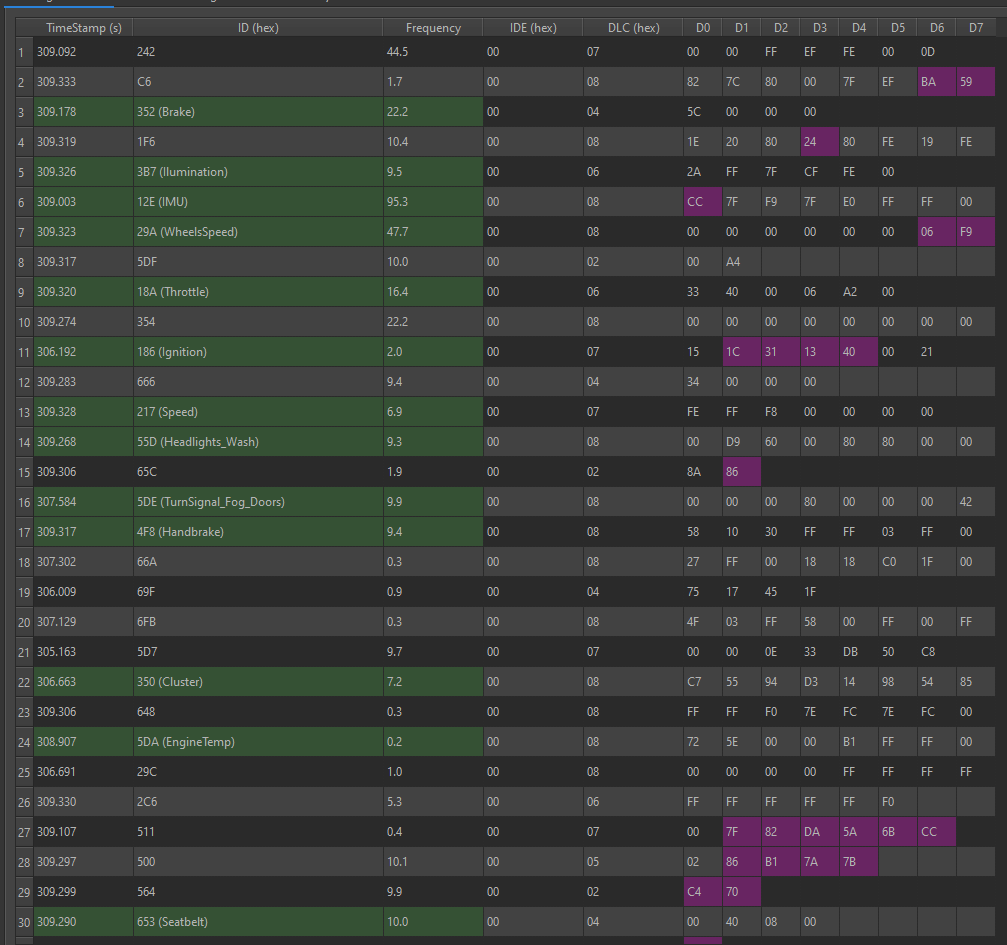 TimeStamp (s) ID (hex) Frequency IDE (hex) DLC (hex) D0 D1 D2 D3 D4 D5 D6 D7
1 309.092 242 44.5 00 07 00 00 FF EF FE 00 0D
2 309.333 C6 1.7 00 08 82 7C 80 00 7F EF BA 59
3 309.178 352 (Brake) 22.2 00 04 5C 00 00 00
4 309.319 1F6 10.4 00 08 1E 20 80 24 80 FE 19 FE
5 309.326 3B7 (Ilumination) 9.5 00 06 2A FF 7F CF FE 00
6 309.003 12E (IMU) 95.3 00 08 CC 7F F9 7F E0 FF FF 00
7 309.323 29A (WheelsSpeed) 47.7 00 08 00 00 00 00 00 00 06 F9
8 309.317 5DF 10.0 00 02 00 A4
9 309.320 18A (Throttle) 16.4 00 06 33 40 00 06 A2 00
10 309.274 354 22.2 00 08 00 00 00 00 00 00 00 00
11 306.192 186 (Ignition) 2.0 00 07 15 1C 31 13 40 00 21
12 309.283 666 9.4 00 04 34 00 00 00
13 309.328 217 (Speed) 6.9 00 07 FE FF F8 00 00 00 00
14 309.268 55D (Headlights_Wash) 9.3 00 08 00 D9 60 00 80 80 00 00
15 309.306 65C 1.9 00 02 8A 86
16 307.584 5DE (TurnSignal_Fog_Doors) 9.9 00 08 00 00 00 80 00 00 00 42
17 309.317 4F8 (Handbrake) 9.4 00 08 58 10 30 FF FF 03 FF 00
18 307.302 66A 0.3 00 08 27 FF 00 18 18 C0 1F 00
19 306.009 69F 0.9 00 04 75 17 45 1F
20 307.129 6FB 0.3 00 08 4F 03 FF 58 00 FF 00 FF
21 305.163 5D7 9.7 00 07 00 00 0E 33 DB 50 C8
22 306.663 350 (Cluster) 7.2 00 08 C7 55 94 D3 14 98 54 85
23 309.306 648 0.3 00 08 FF FF F0 7E FC 7E FC 00
24 308.907 5DA (EngineTemp) 0.2 00 08 72 5E 00 00 B1 FF FF 00
25 306.691 29C 1.0 00 08 00 00 00 00 FF FF FF FF
26 309.330 2C6 5.3 00 06 FF FF FF FF FF F0
27 309.107 511 0.4 00 07 00 7F 82 DA 5A 6B CC
28 309.297 500 10.1 00 05 02 86 B1 7A 7B
29 309.299 564 9.9 00 02 C4 70
30 309.290 653 (Seatbelt) 10.0 00 04 00 40 08 00